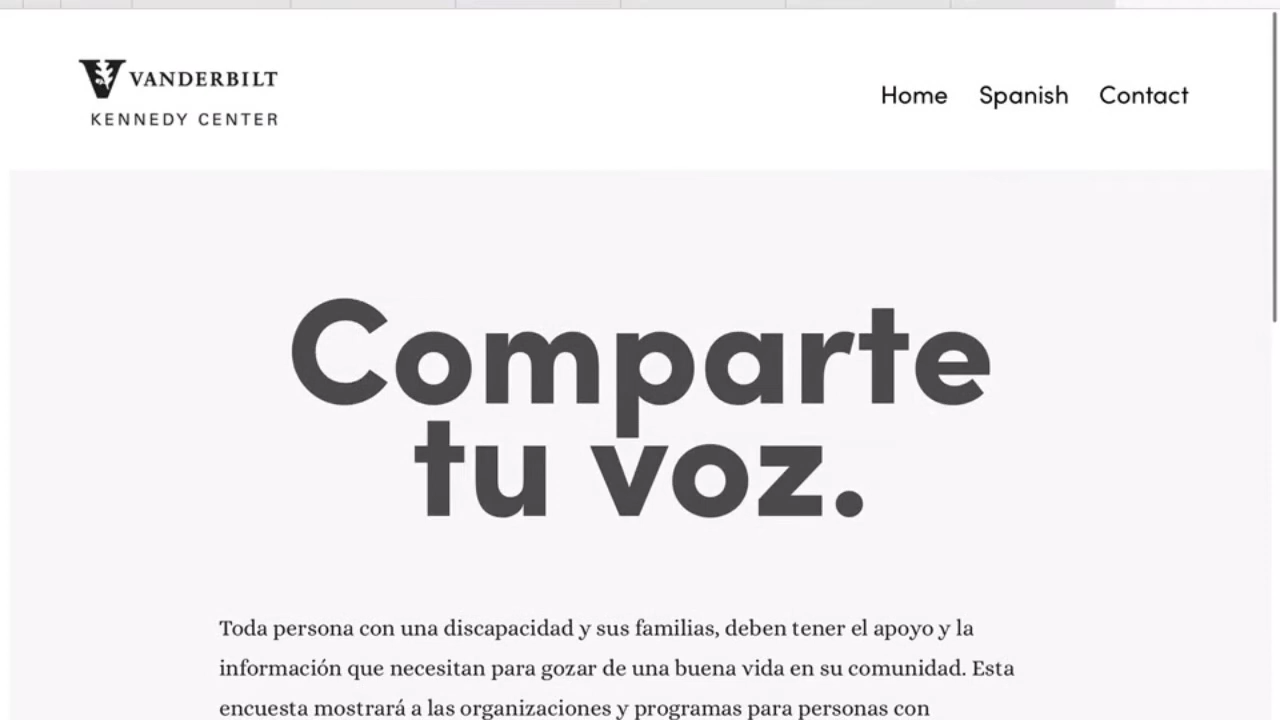 VANDERBILT
KENNEDY CENTER
Home Spanish Contact
Comparte
tu voz.
Toda persona con una discapacidad y sus familias, deben tener el apoyo y la
información que necesitan para gozar de una buena vida en su comunidad. Esta
encuesta mostrará a las organizaciones y programas para personas con